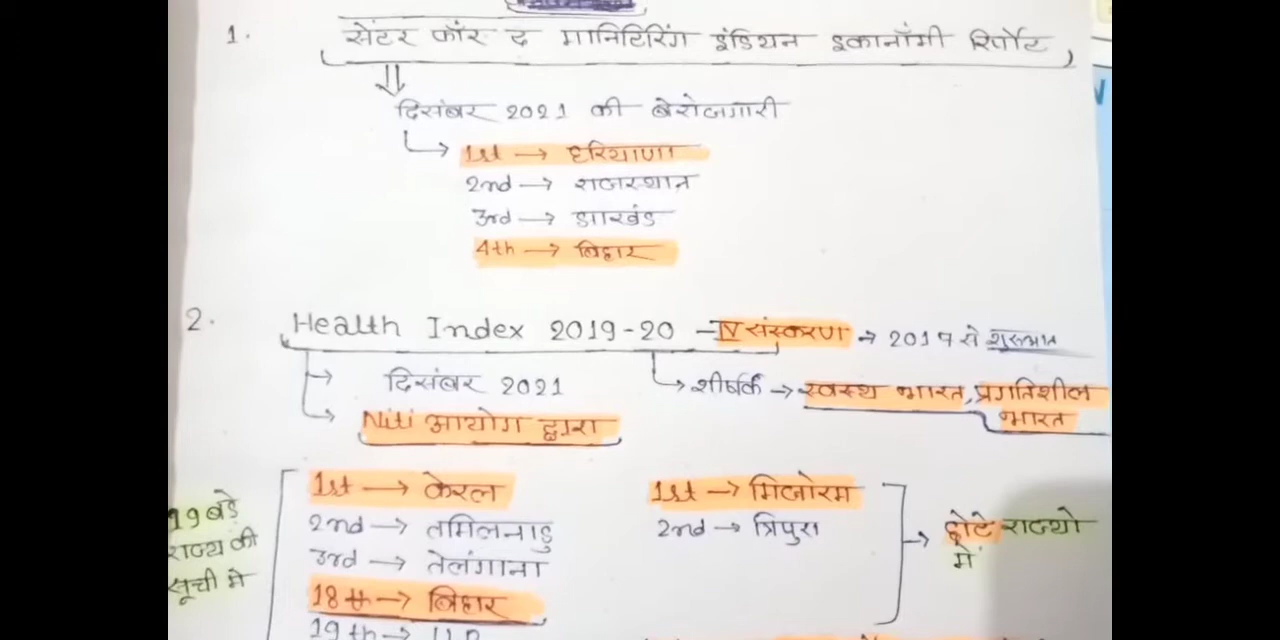 1. सेंटर फॉर द मानिटिरिंग इंडियन इकानॉमी रिर्पोट
दिसंबर 2021 की बेरोजगारी
1st → हरियाणा
2nd → राजस्थान
3rd → झारखंड
4th → बिहार
2. Health Index 2019-20 - IV संस्करण → 2017 से शुरुआत
दिसंबर 2021
शीर्षक → स्वस्थ भारत, प्रगतिशील भारत
Niti आयोग द्वारा
19 बड़े राज्य की सूची मे
1st → केरल
2nd → तमिलनाडु
3rd → तेलंगाना
18th → बिहार
19th → U.P
1st → मिजोरम
2nd → त्रिपुरा
→ छोटे राज्यो में